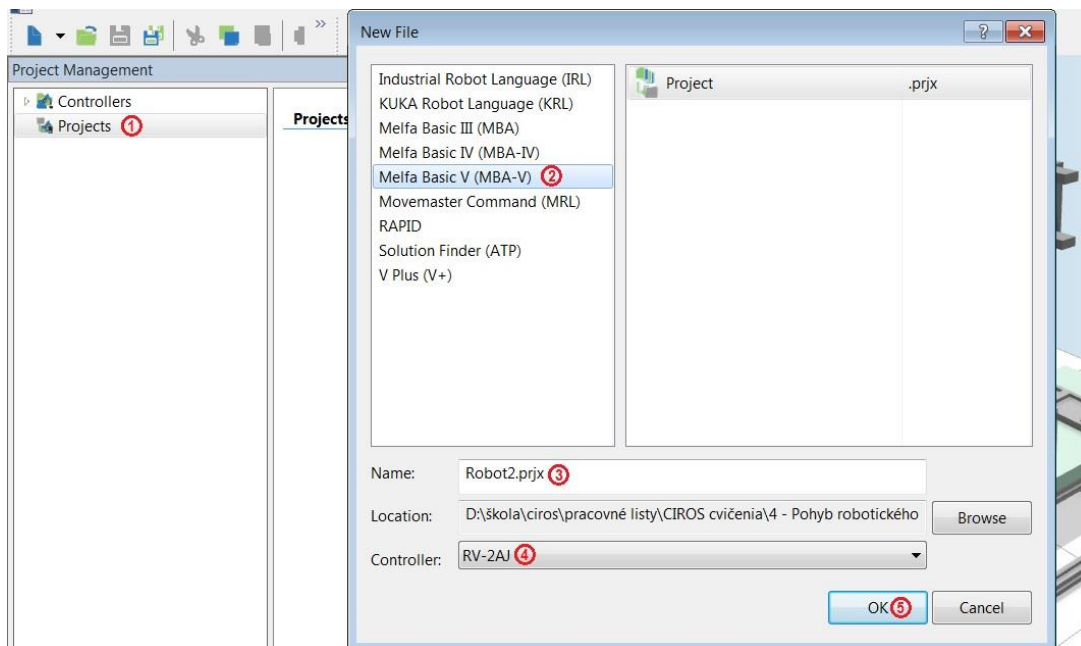 »
New File
Project Management
Controllers
Projects 1
Projects
Industrial Robot Language (IRL)
KUKA Robot Language (KRL)
Melfa Basic III (MBA)
Melfa Basic IV (MBA-IV)
Melfa Basic V (MBA-V) 2
Movemaster Command (MRL)
RAPID
Solution Finder (ATP)
V Plus (V+)
Project .prjx
Name: Robot2.prjx 3
Location: D:\škola\ciros\pracovné listy\CIROS cvičenia\4 - Pohyb robotického Browse
Controller: RV-2AJ 4
OK 5 Cancel